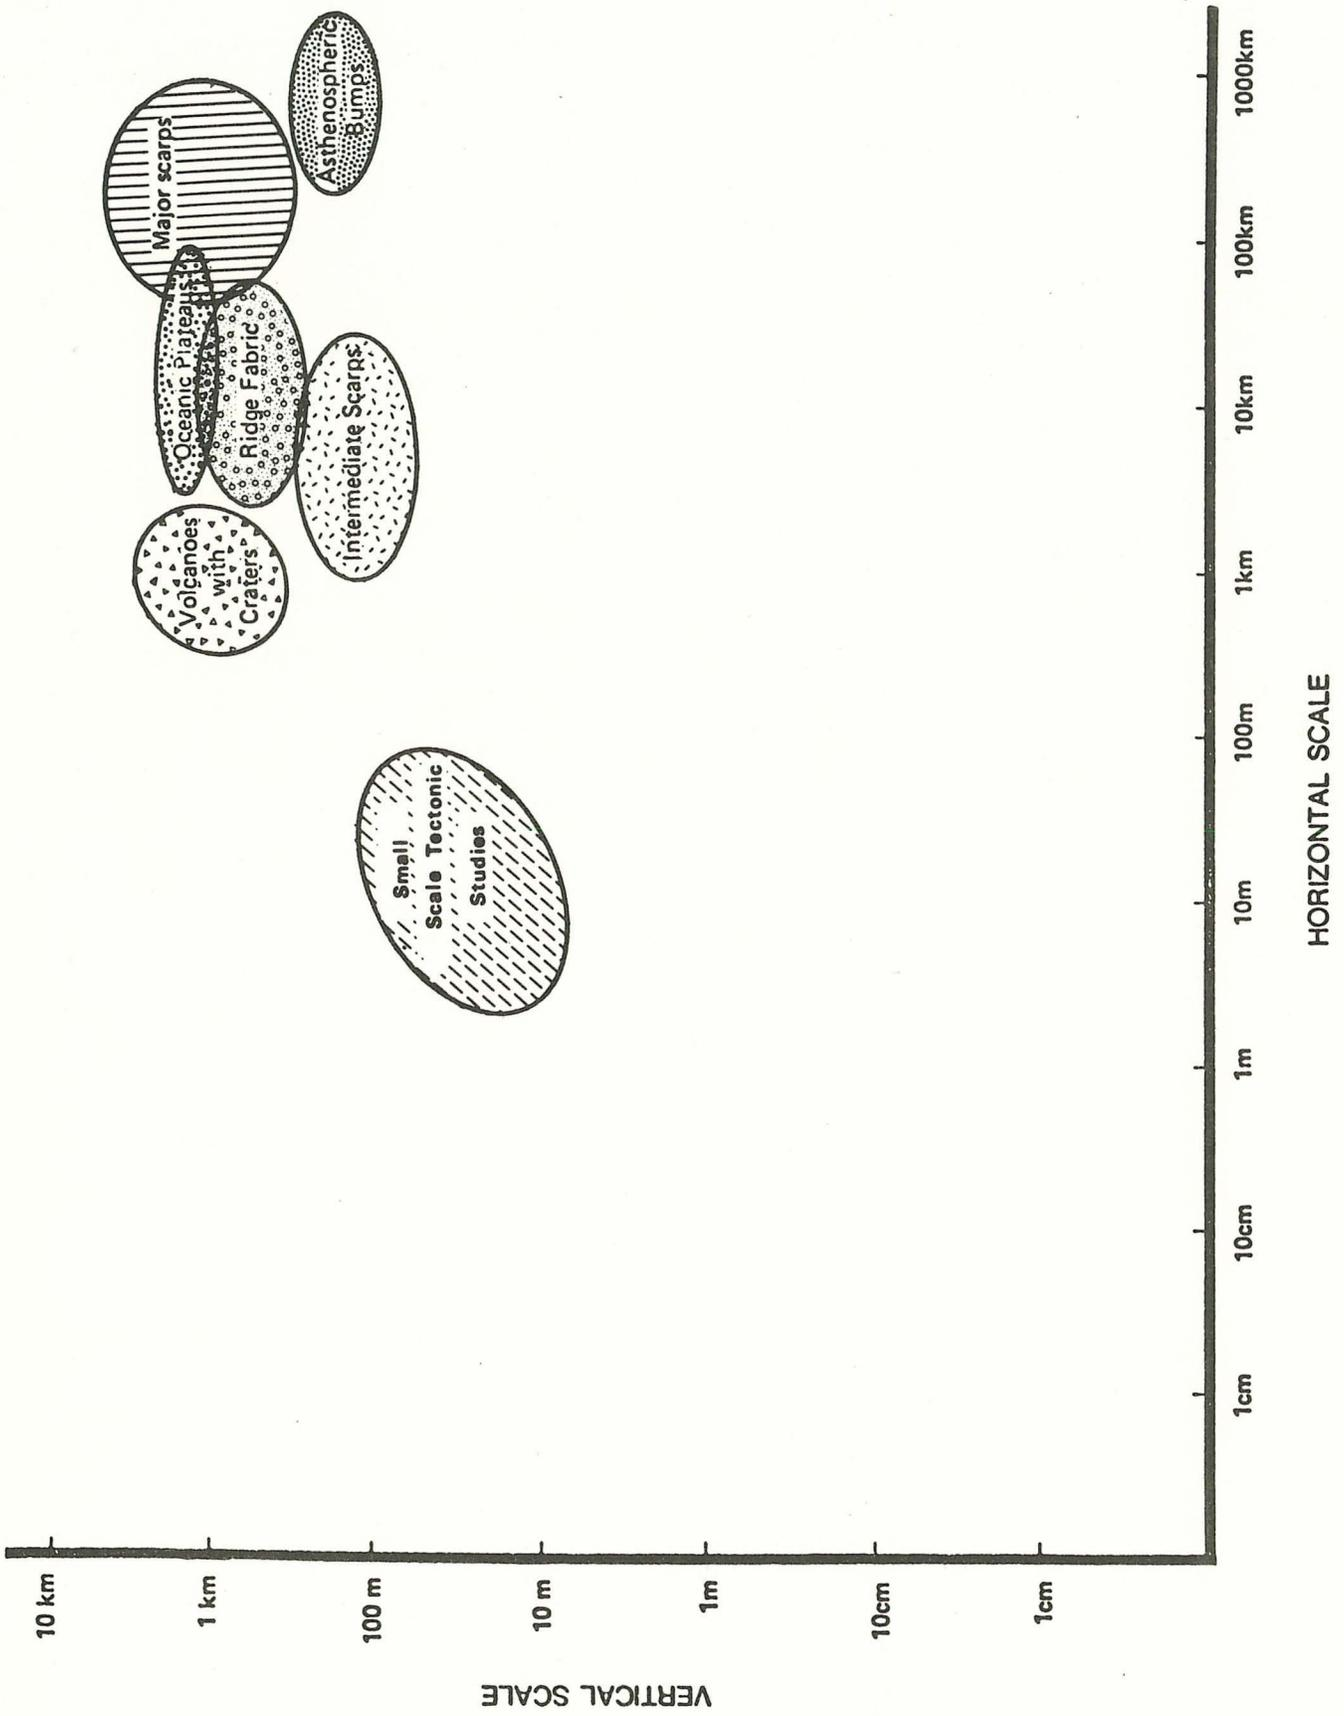 VERTICAL SCALE
10 km
1 km
100 m
10 m
1m
10cm
1cm
Major scarps
Oceanic Plateaus
Ridge Fabric
Asthenospheric
Bumps
Volcanoes
with
Craters
Intermediate Scarps
Small
Scale Tectonic
Studies
1cm
10cm
1m
10m
100m
1km
10km
100km
1000km
HORIZONTAL SCALE